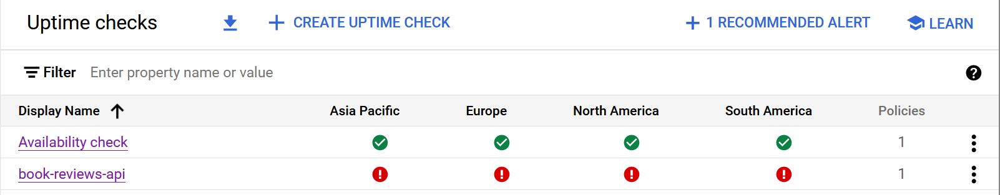 Uptime checks CREATE UPTIME CHECK 1 RECOMMENDED ALERT LEARN
Filter Enter property name or value
Display Name Asia Pacific Europe North America South America Policies
Availability check 1
book-reviews-api 1